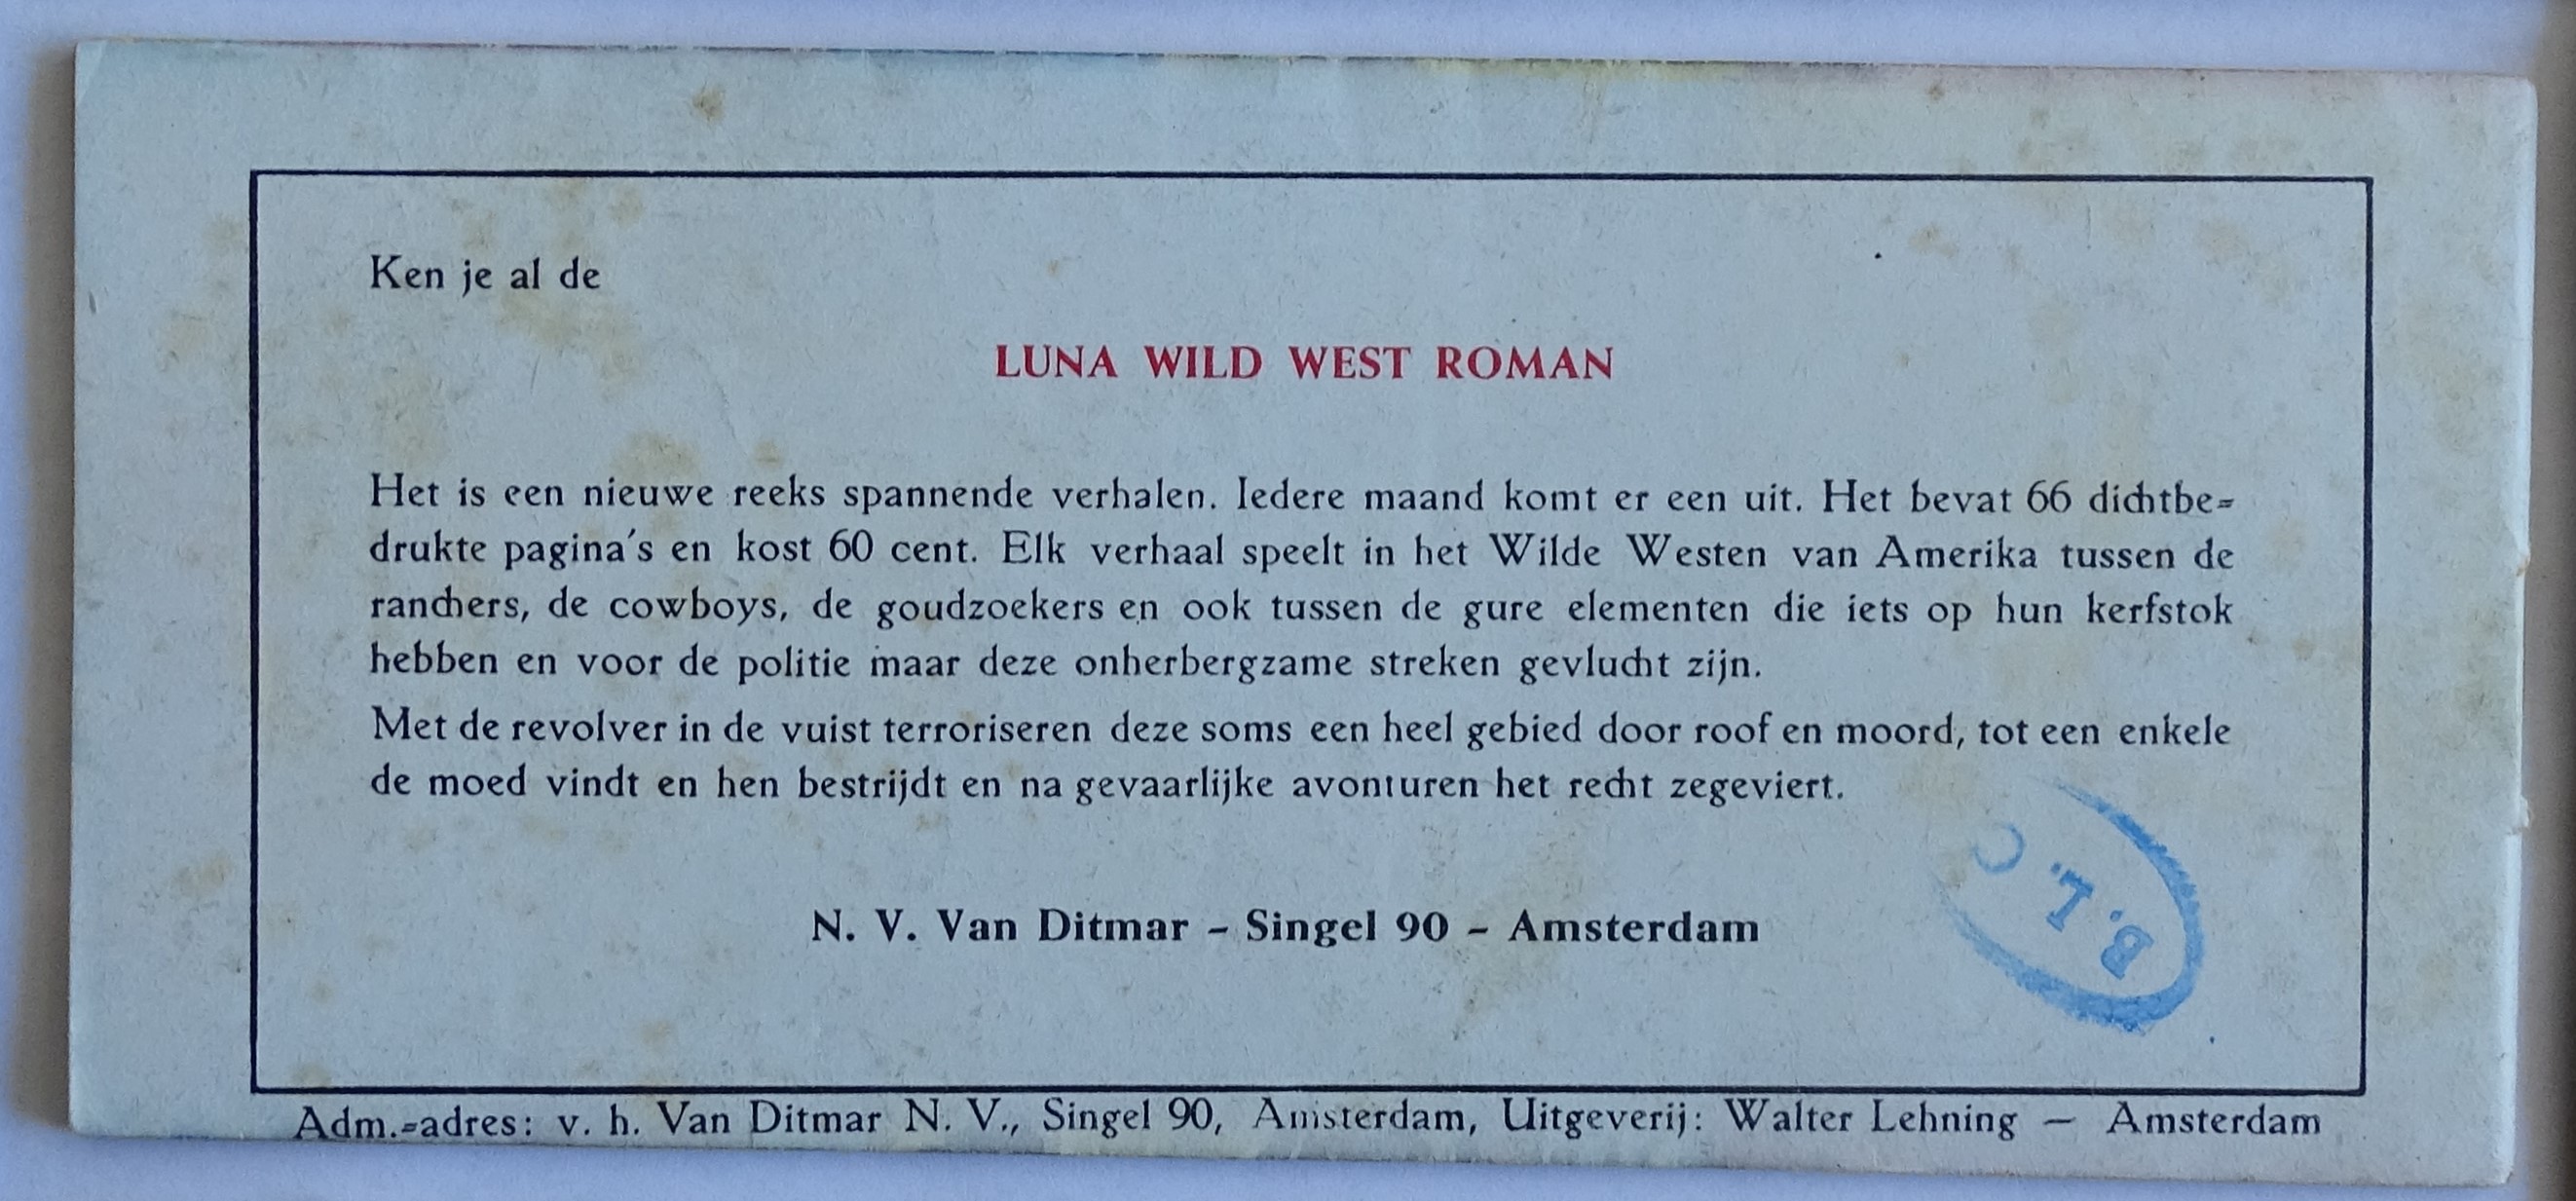 Ken je al de
LUNA WILD WEST ROMAN
Het is een nieuwe reeks spannende verhalen. Iedere maand komt er een uit. Het bevat 66 dichtbe=
drukte pagina's en kost 60 cent. Elk verhaal speelt in het Wilde Westen van Amerika tussen de
ranchers, de cowboys, de goudzoekers en ook tussen de gure elementen die iets op hun kerfstok
hebben en voor de politie maar deze onherbergzame streken gevlucht zijn.
Met de revolver in de vuist terroriseren deze soms een heel gebied door roof en moord, tot een enkele
de moed vindt en hen bestrijdt en na gevaarlijke avonturen het recht zegeviert.
B. L. C
N. V. Van Ditmar - Singel 90 - Amsterdam
Adm.=adres: v. h. Van Ditmar N. V., Singel 90, Amsterdam, Uitgeverij: Walter Lehning — Amsterdam